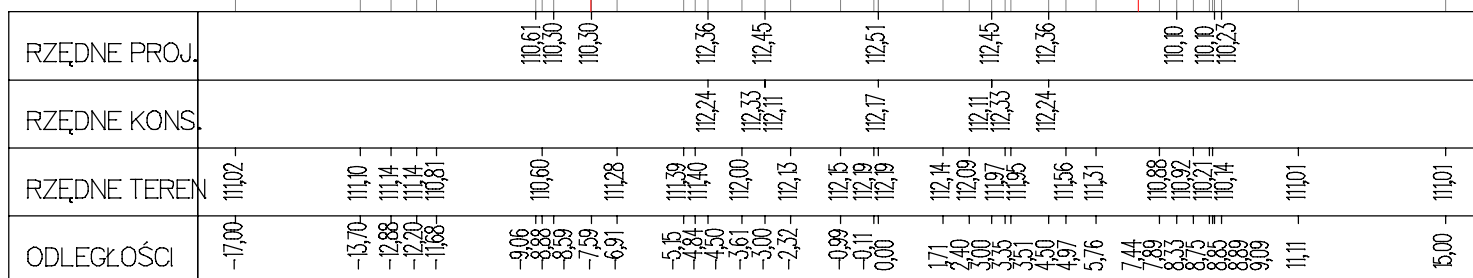 RZĘDNE PROJ. 110,61 110,30 110,30 112,36 112,45 112,51 112,45 112,36 110,10 110,10 110,23
RZĘDNE KONS. 112,24 112,33 112,11 112,17 112,11 112,33 112,24
RZĘDNE TEREN 111,02 111,10 111,14 111,14 110,81 110,60 111,28 111,39 111,40 112,00 112,13 112,15 112,19 112,19 112,14 112,09 111,97 111,95 111,56 111,31 110,88 110,92 110,21 110,14 111,01 111,01
ODLEGŁOŚCI -17,00 -13,70 -12,88 -12,20 -11,68 -9,06 -8,88 -8,59 -7,59 -6,91 -5,15 -4,84 -4,50 -3,61 -3,00 -2,32 -0,99 -0,11 0,00 1,71 2,40 3,00 3,35 3,51 4,50 4,97 5,76 7,44 7,89 8,33 8,75 8,85 8,89 9,09 11,11 15,00